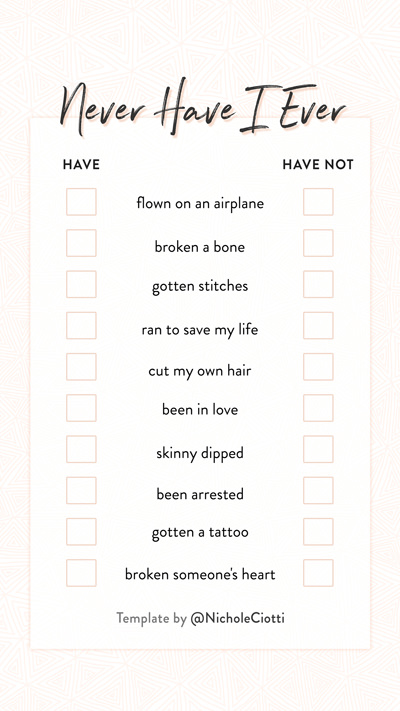 Never Have I Ever
HAVE HAVE NOT
flown on an airplane
broken a bone
gotten stitches
ran to save my life
cut my own hair
been in love
skinny dipped
been arrested
gotten a tattoo
broken someone's heart
Template by @NicholeCiotti